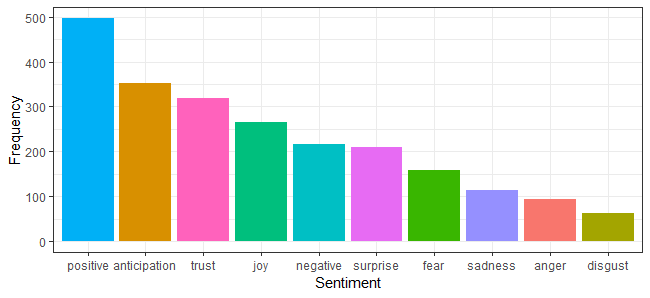 500
400
300
200
100
0
Frequency
positive anticipation trust joy negative surprise fear sadness anger disgust
Sentiment